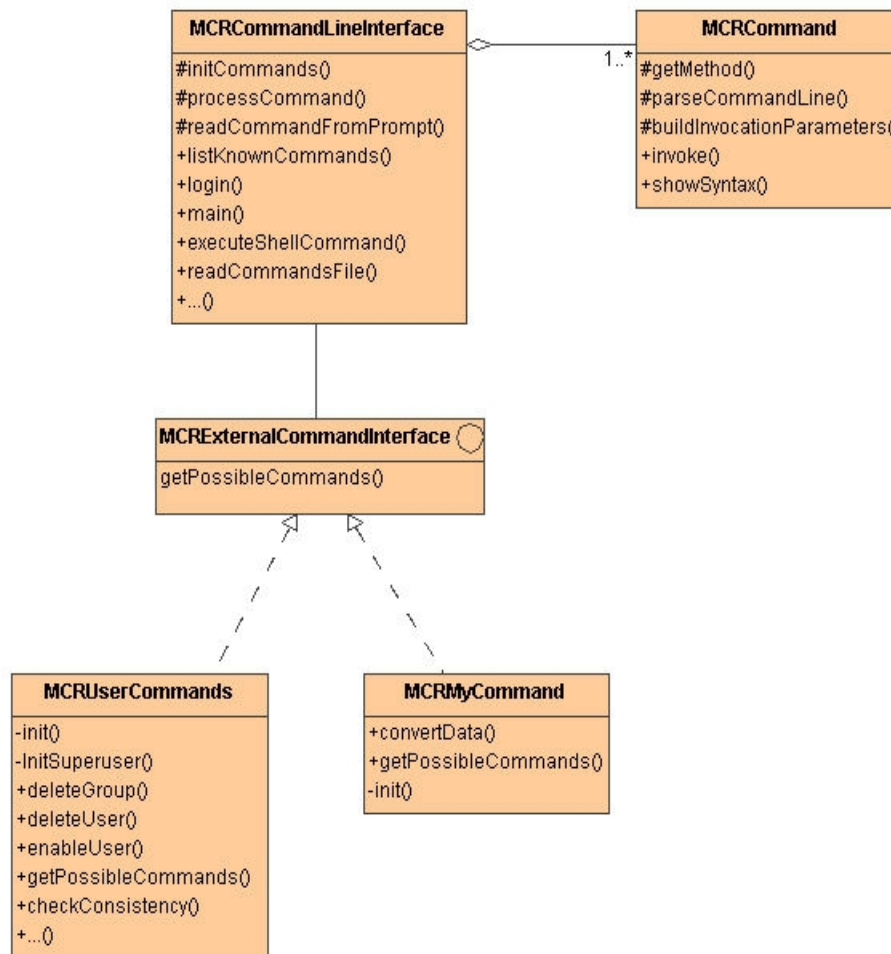 MCRCommandLineInterface
#initCommands()
#processCommand()
#readCommandFromPrompt()
+listKnownCommands()
+login()
+main()
+executeShellCommand()
+readCommandsFile()
+...()
1..*
MCRCommand
#getMethod()
#parseCommandLine()
#buildInvocationParameters(
+invoke()
+showSyntax()
MCRExternalCommandInterface
getPossibleCommands()
MCRUserCommands
-init()
-InitSuperuser()
+deleteGroup()
+deleteUser()
+enableUser()
+getPossibleCommands()
+checkConsistency()
+...()
MCRMyCommand
+convertData()
+getPossibleCommands()
-init()